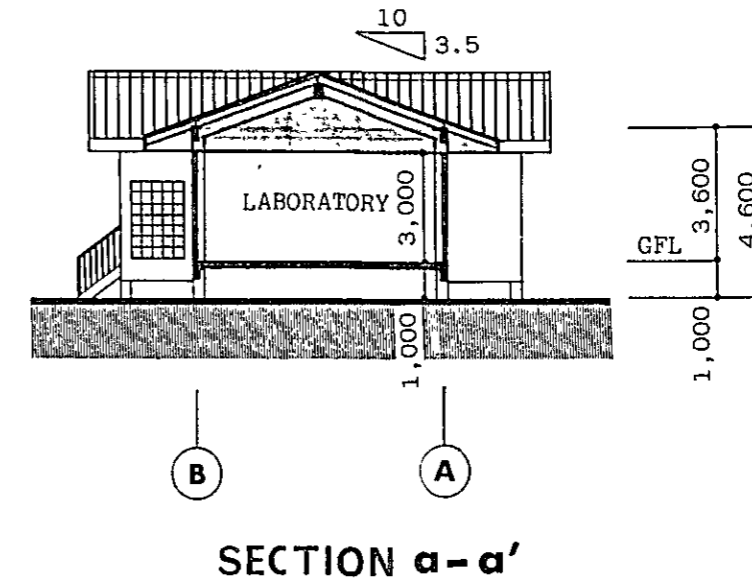 10
3.5
LABORATORY
3,000
3,600
4,600
GFL
1,000
1,000
B
A
SECTION a-a'